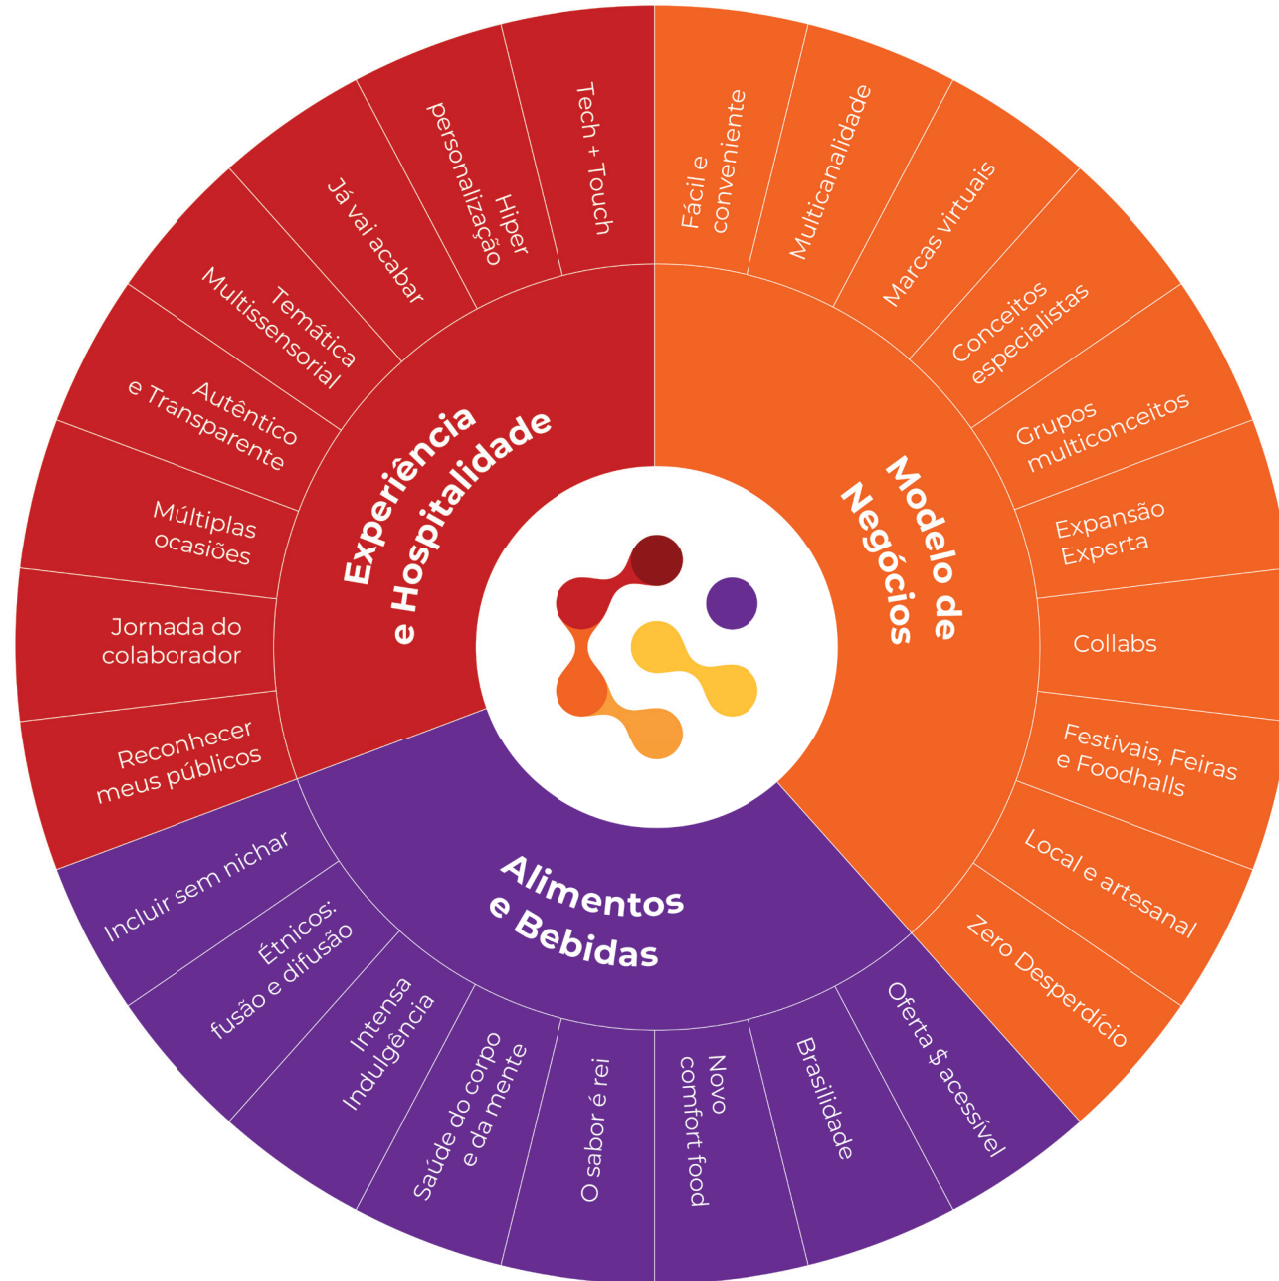 Experiência
e Hospitalidade
Tech + Touch
Hiper
personalização
Já vai acabar
Temática
Multissensorial
Autêntico
e Transparente
Múltiplas
ocasiões
Jornada do
colaborador
Reconhecer
meus públicos
Modelo de
Negócios
Fácil e
conveniente
Multicanalidade
Marcas virtuais
Conceitos
especialistas
Grupos
multiconceitos
Expansão
Experta
Collabs
Festivais, Feiras
e Foodhalls
Local e artesanal
Zero Desperdício
Alimentos
e Bebidas
Oferta $ acessível
Brasilidade
Novo
comfort food
O sabor é rei
Saúde do corpo
e da mente
Intensa
Indulgência
Étnicos:
fusão e difusão
Incluir sem nichar